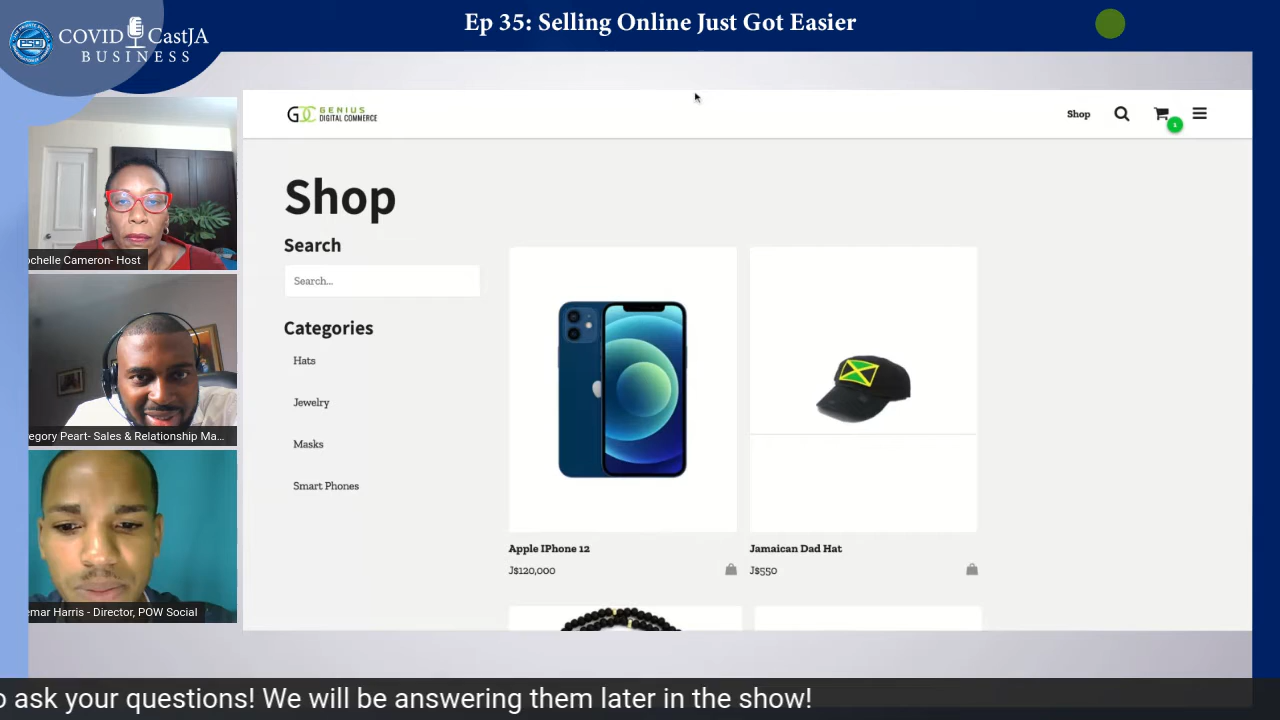 Ep 35: Selling Online Just Got Easier
COVID CastJA
BUSINESS
GENIUS
DIGITAL COMMERCE
Shop
1
Shop
Search
Search...
Categories
Hats
Jewelry
Masks
Smart Phones
Apple IPhone 12
J$120,000
Jamaican Dad Hat
J$550
ochelle Cameron- Host
egory Peart- Sales & Relationship Ma...
emar Harris - Director, POW Social
o ask your questions! We will be answering them later in the show!